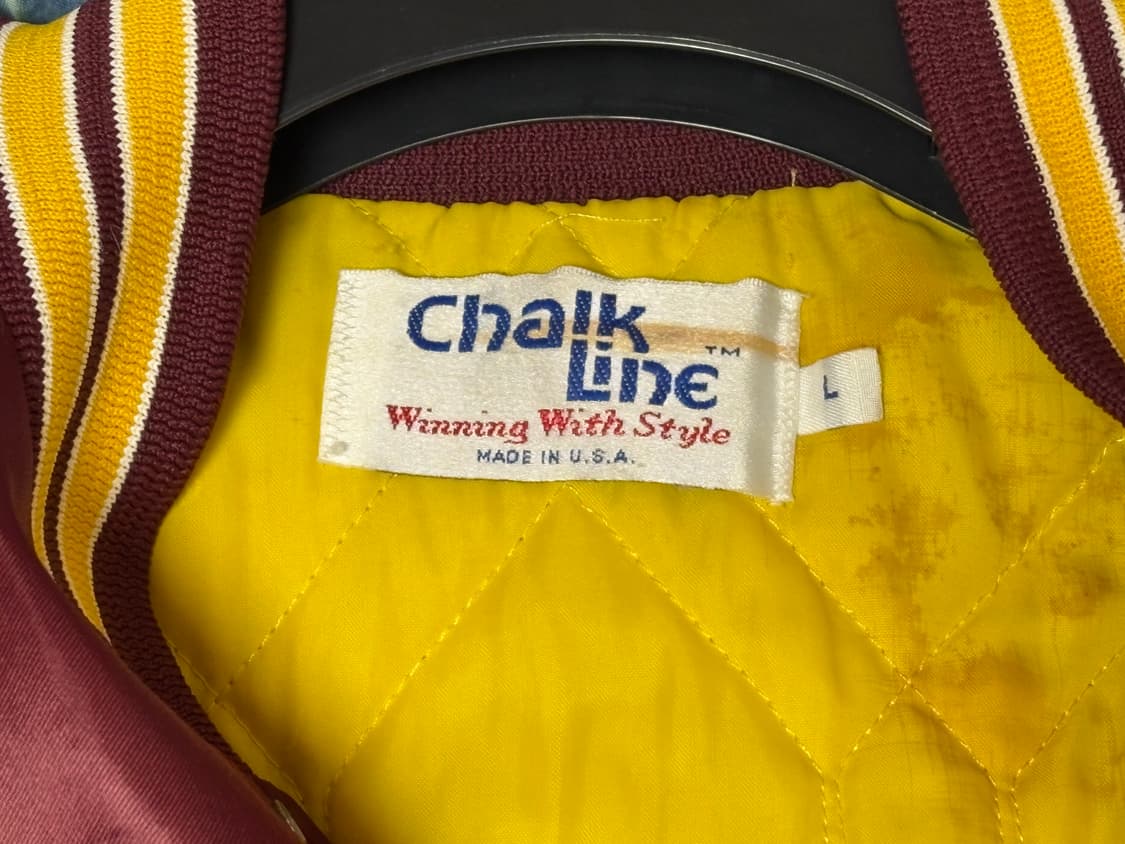 Chalk
Line™
Winning With Style
MADE IN U.S.A.
L